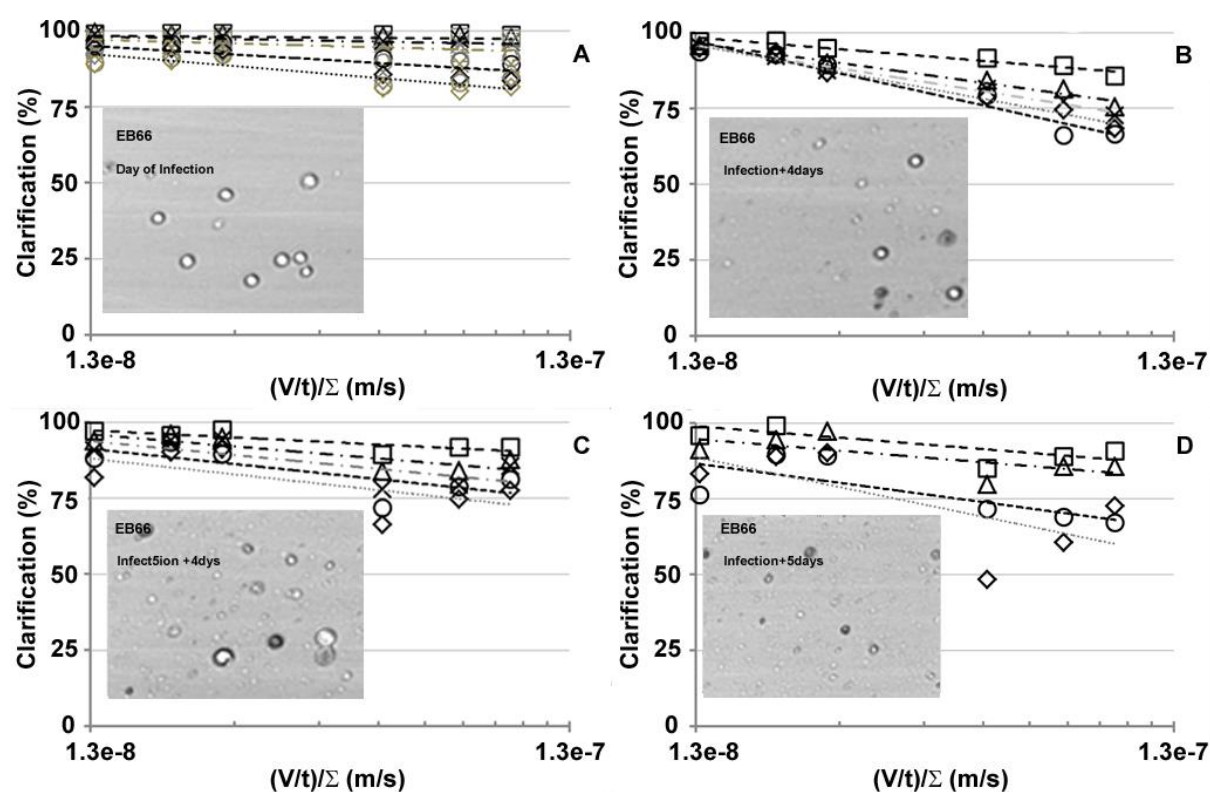 100
75
50
25
0
Clarification (%)
A
EB66
Day of Infection
1.3e-8
1.3e-7
(V/t)/Σ (m/s)
100
75
50
25
0
Clarification (%)
B
EB66
Infection+4days
1.3e-8
1.3e-7
(V/t)/Σ (m/s)
100
75
50
25
0
Clarification (%)
C
EB66
Infect5ion +4dys
1.3e-8
1.3e-7
(V/t)/Σ (m/s)
100
75
50
25
0
Clarification (%)
D
EB66
Infection+5days
1.3e-8
1.3e-7
(V/t)/Σ (m/s)